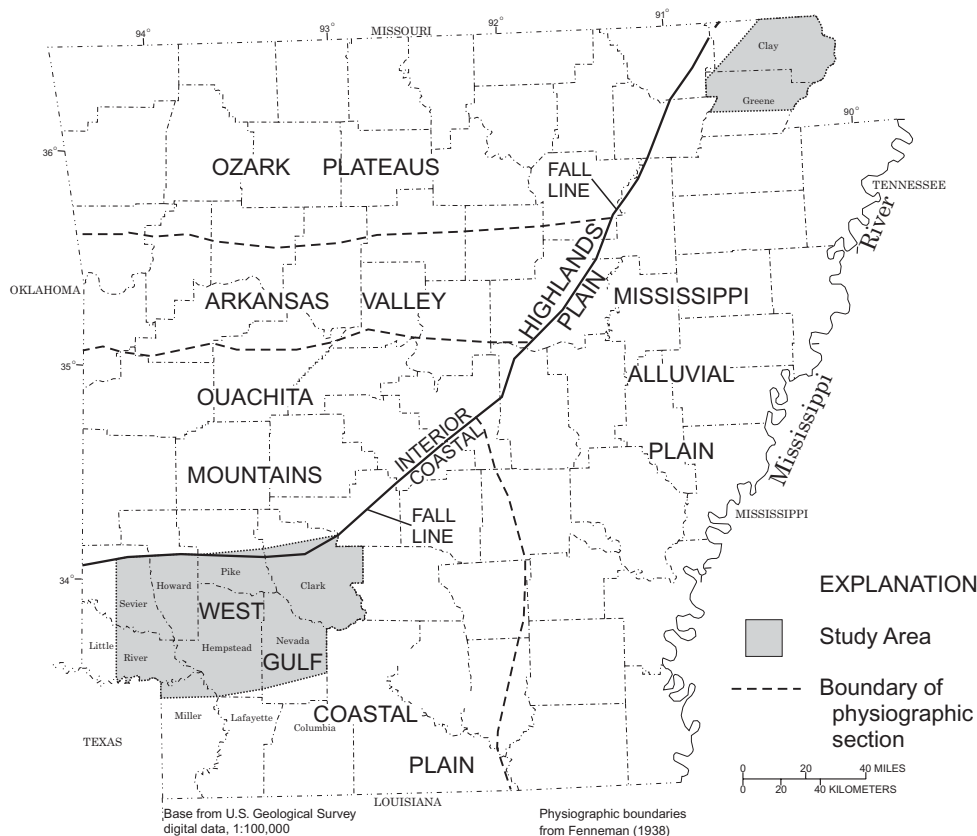 94°
93°
MISSOURI
92°
91°
Clay
Greene
90°
36°
OZARK PLATEAUS
FALL
LINE
TENNESSEE
River
OKLAHOMA
ARKANSAS VALLEY
HIGHLANDS
PLAIN
MISSISSIPPI
35°
OUACHITA
ALLUVIAL
INTERIOR
COASTAL
PLAIN
Mississippi
MOUNTAINS
FALL
LINE
MISSISSIPPI
34°
Howard
Pike
Clark
Sevier
WEST
Little
River
Hempstead
Nevada
GULF
Miller
Lafayette
Columbia
COASTAL
TEXAS
PLAIN
LOUISIANA
EXPLANATION
Study Area
Boundary of
physiographic
section
0 20 40 MILES
0 20 40 KILOMETERS
Base from U.S. Geological Survey
digital data, 1:100,000
Physiographic boundaries
from Fenneman (1938)